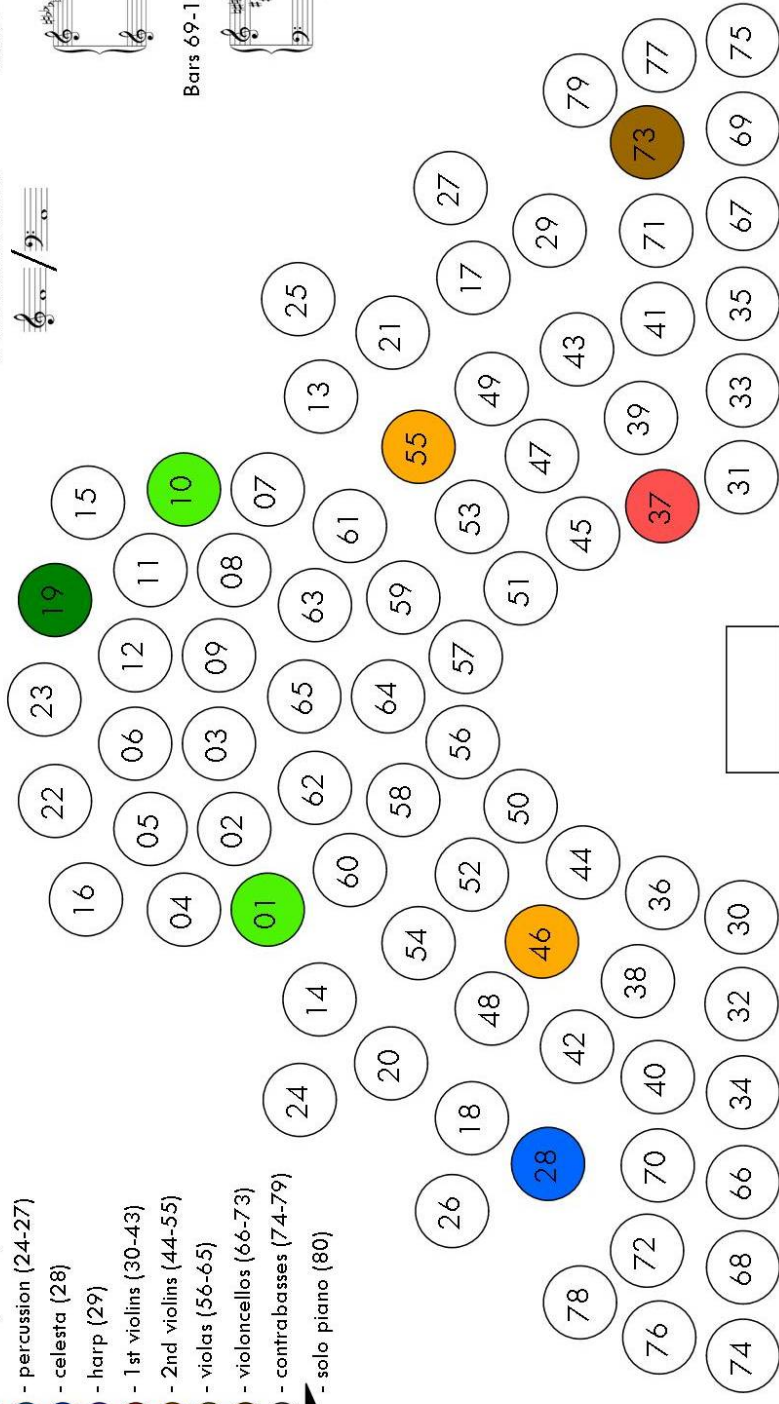 - percussion (24-27)
- celesta (28)
- harp (29)
- 1st violins (30-43)
- 2nd violins (44-55)
- violas (56-65)
- violoncellos (66-73)
- contrabasses (74-79)
- solo piano (80)
Bars 69-1
16 22 23 19 15
04 05 06 12 11 10
01 02 03 09 08 07
24 14 60 62 65 63 61 13 25
20 54 58 64 59 55 21
26 18 48 52 56 57 53 49 17 27
28 46 50 51 47 29
78 42 44 45 43 79
76 72 70 40 38 36 37 39 41 71 73 77
74 68 66 34 32 30 31 33 35 67 69 75